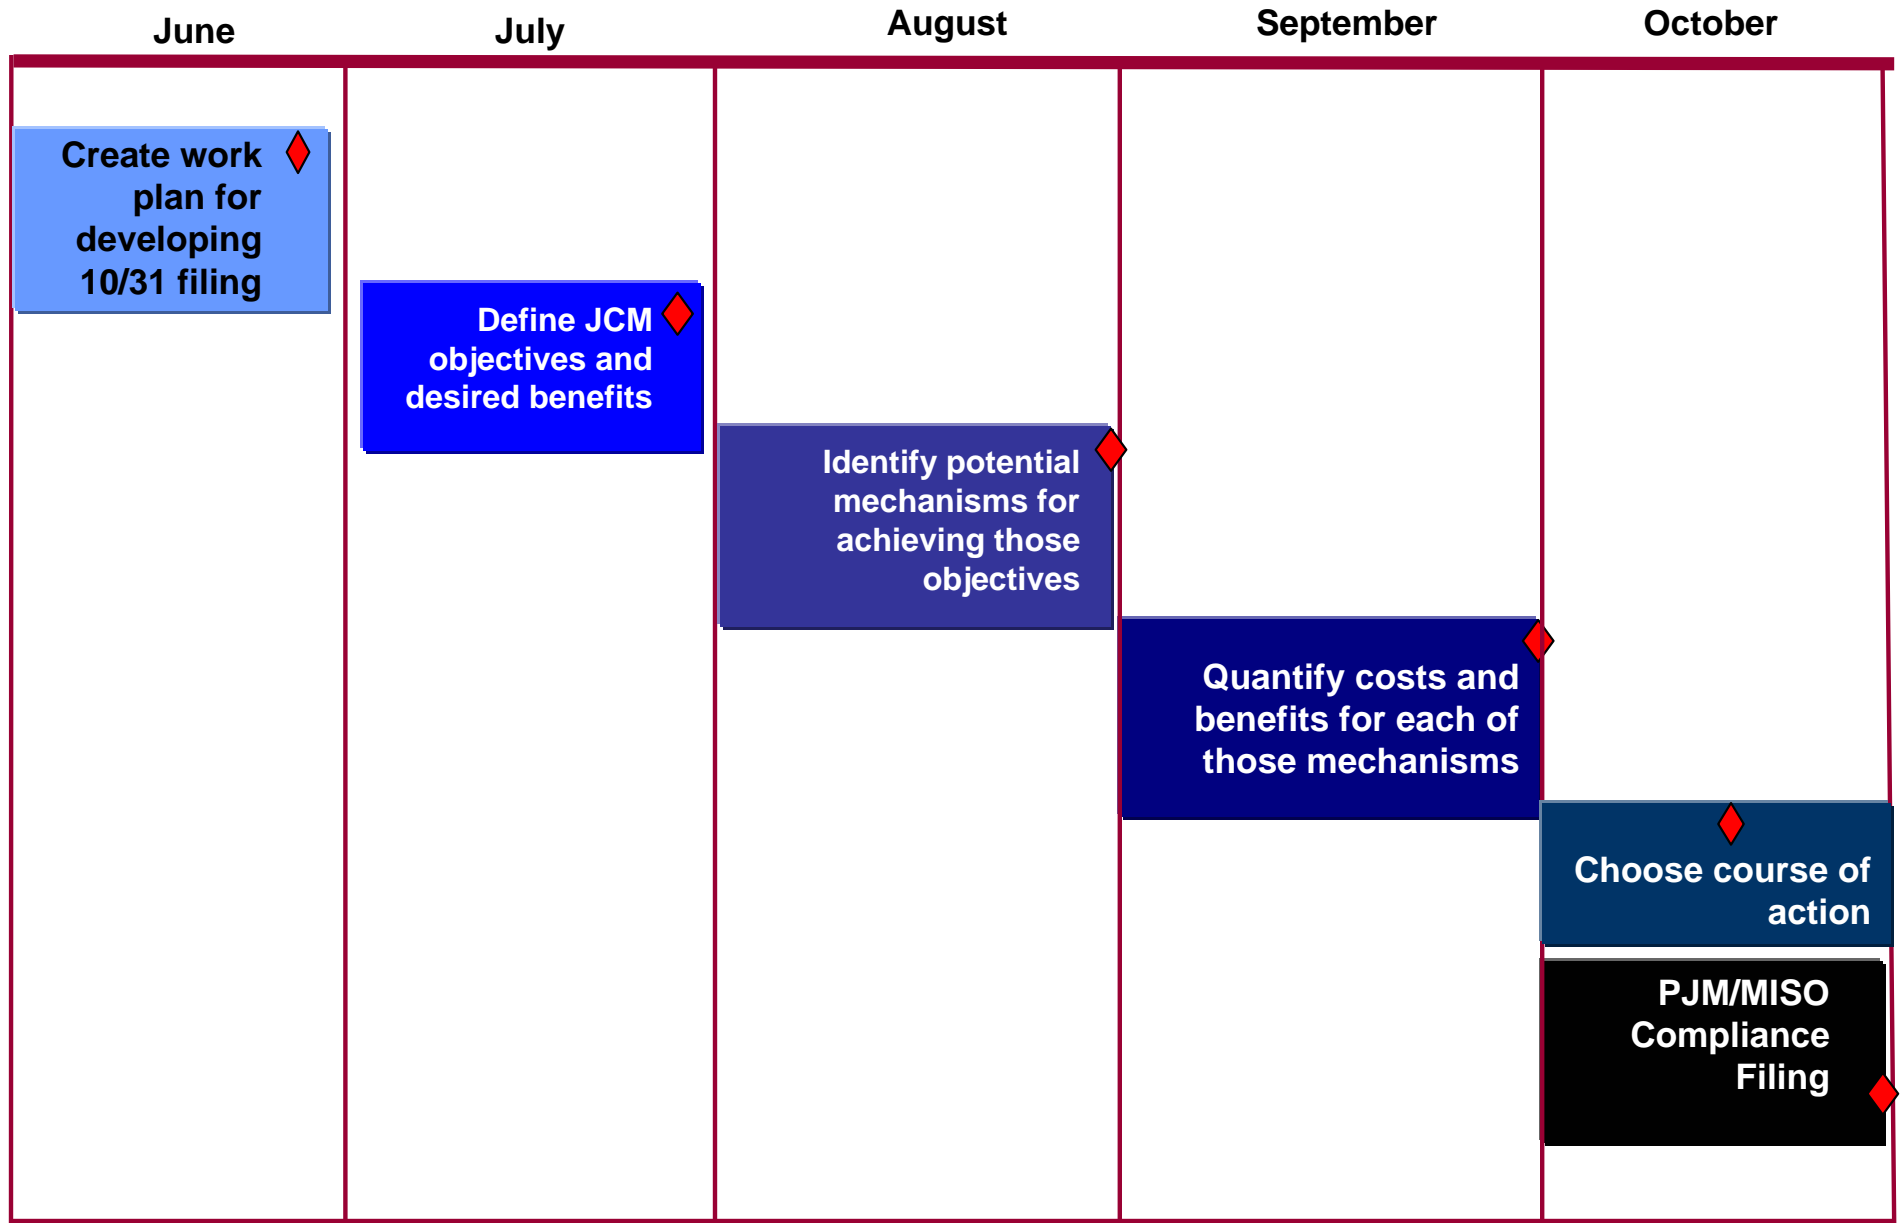 June
July
August
September
October
Create work
plan for
developing
10/31 filing
Define JCM
objectives and
desired benefits
Identify potential
mechanisms for
achieving those
objectives
Quantify costs and
benefits for each of
those mechanisms
Choose course of
action
PJM/MISO
Compliance
Filing